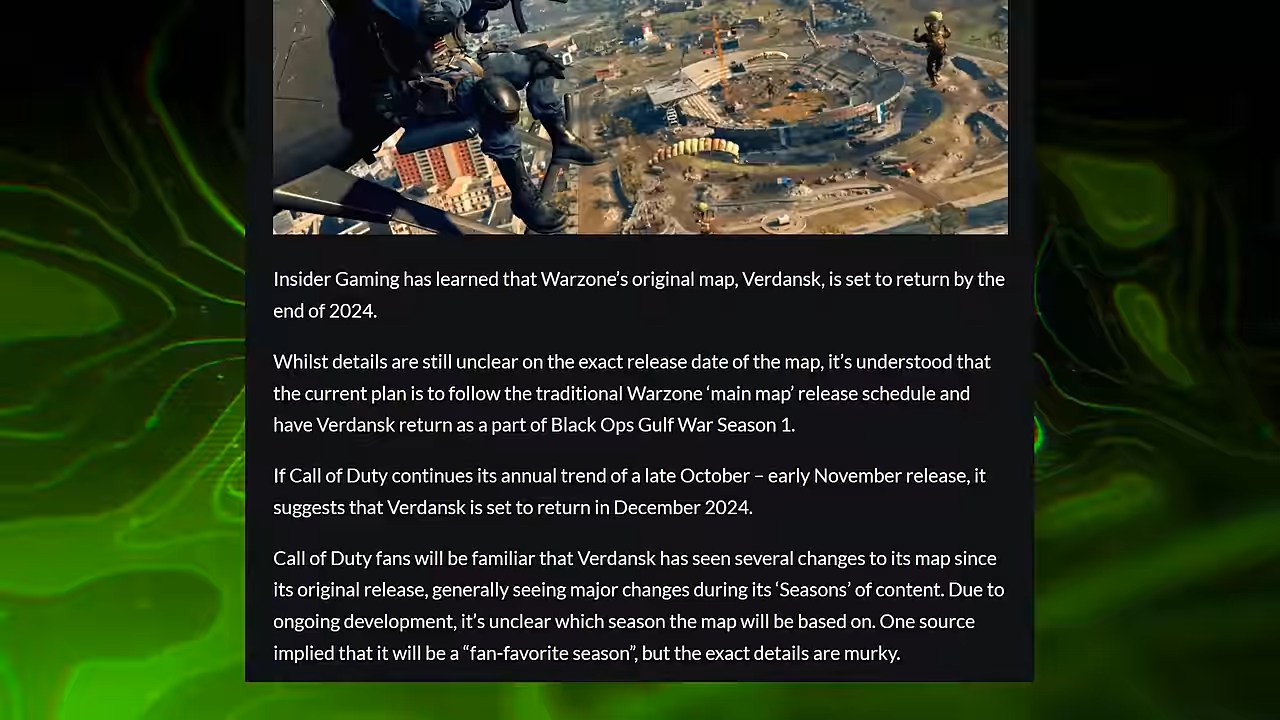 Insider Gaming has learned that Warzone’s original map, Verdansk, is set to return by the
end of 2024.
Whilst details are still unclear on the exact release date of the map, it’s understood that
the current plan is to follow the traditional Warzone ‘main map’ release schedule and
have Verdansk return as a part of Black Ops Gulf War Season 1.
If Call of Duty continues its annual trend of a late October – early November release, it
suggests that Verdansk is set to return in December 2024.
Call of Duty fans will be familiar that Verdansk has seen several changes to its map since
its original release, generally seeing major changes during its ‘Seasons’ of content. Due to
ongoing development, it’s unclear which season the map will be based on. One source
implied that it will be a “fan-favorite season”, but the exact details are murky.